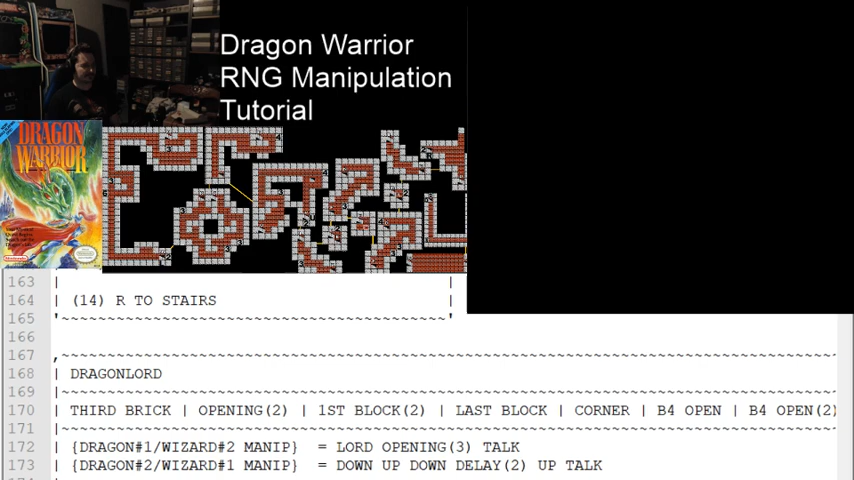 Dragon Warrior
RNG Manipulation
Tutorial
DRAGON
WARRIOR
Nintendo
163 | |
164 | (14) R TO STAIRS |
165 '~~~~~~~~~~~~~~~~~~~~~~~~~~~~~~~~~~~~~~~~~~'
166
167 ,~~~~~~~~~~~~~~~~~~~~~~~~~~~~~~~~~~~~~~~~~~~~~~~~~~~~~~~~~~~~~~~~~~~~~~~~~~~~~~~~~~~~
168 | DRAGONLORD
169 |~~~~~~~~~~~~~~~~~~~~~~~~~~~~~~~~~~~~~~~~~~~~~~~~~~~~~~~~~~~~~~~~~~~~~~~~~~~~~~~~~~~~
170 | THIRD BRICK | OPENING(2) | 1ST BLOCK(2) | LAST BLOCK | CORNER | B4 OPEN | B4 OPEN(2)
171 |~~~~~~~~~~~~~~~~~~~~~~~~~~~~~~~~~~~~~~~~~~~~~~~~~~~~~~~~~~~~~~~~~~~~~~~~~~~~~~~~~~~~
172 | {DRAGON#1/WIZARD#2 MANIP} = LORD OPENING(3) TALK
173 | {DRAGON#2/WIZARD#1 MANIP} = DOWN UP DOWN DELAY(2) UP TALK